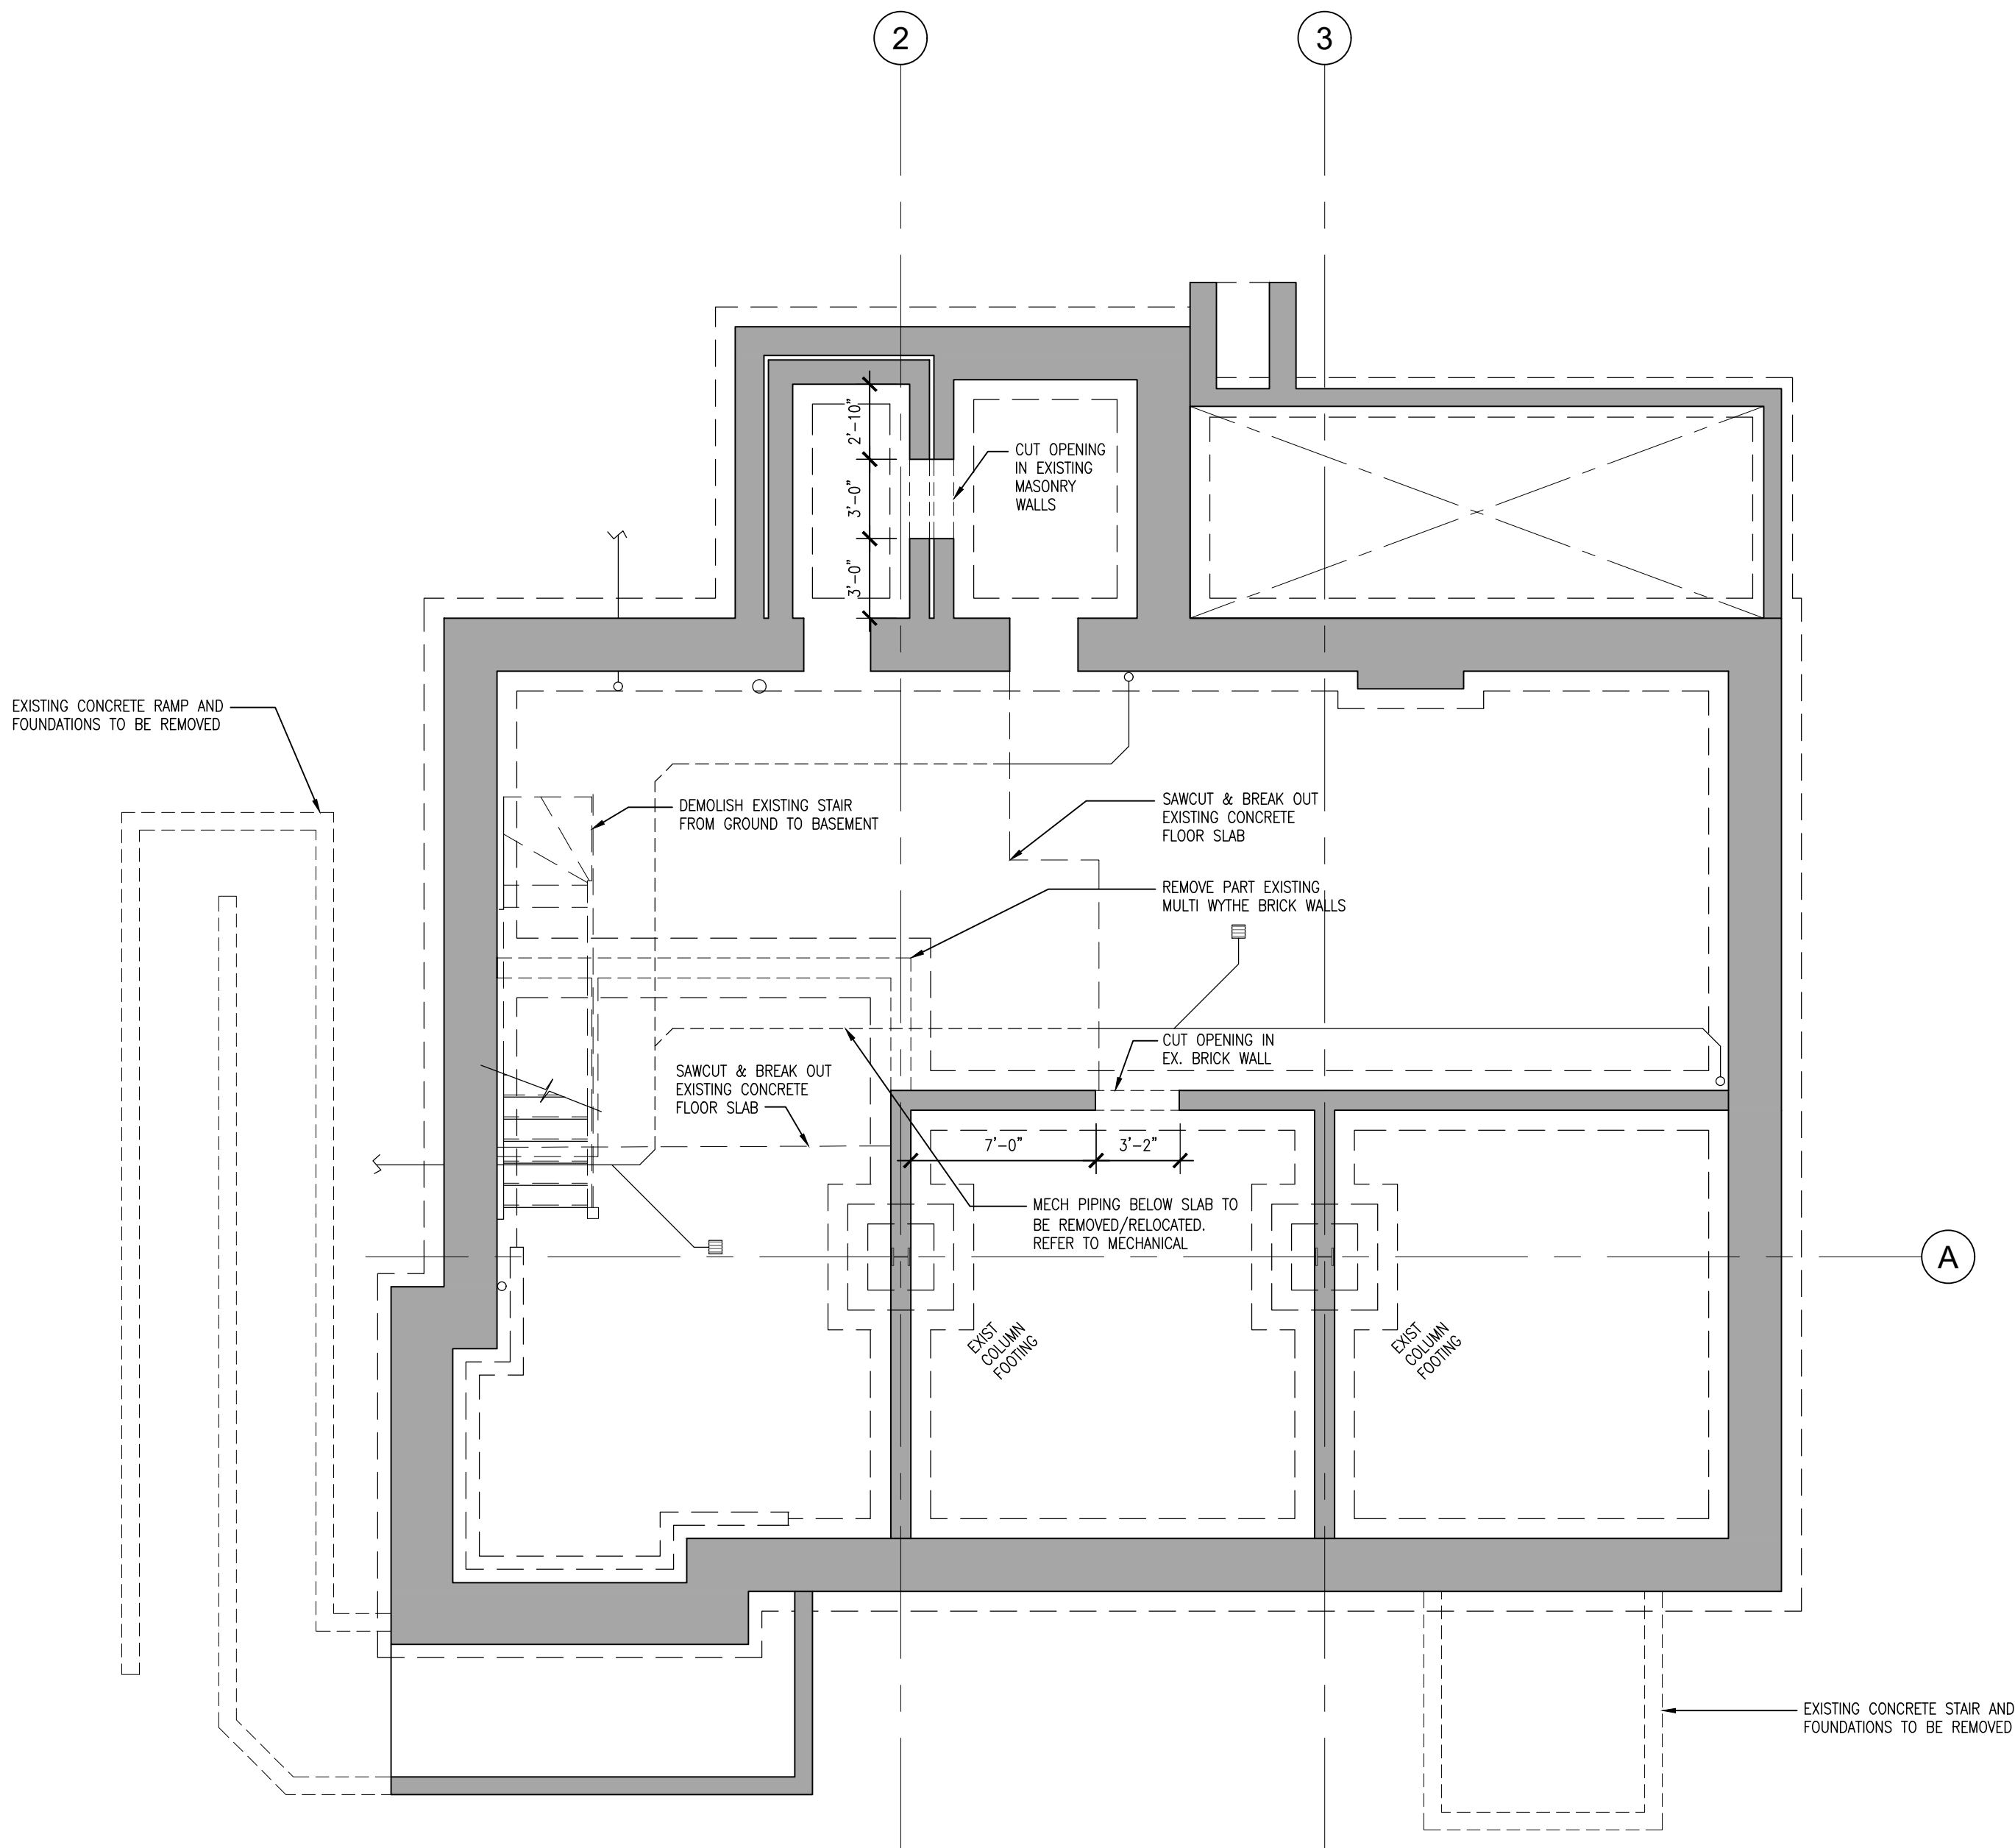 2
3
2'-10"
3'-0"
3'-0"
CUT OPENING
IN EXISTING
MASONRY
WALLS
EXISTING CONCRETE RAMP AND
FOUNDATIONS TO BE REMOVED
DEMOLISH EXISTING STAIR
FROM GROUND TO BASEMENT
SAWCUT & BREAK OUT
EXISTING CONCRETE
FLOOR SLAB
REMOVE PART EXISTING
MULTI WYTHE BRICK WALLS
CUT OPENING IN
EX. BRICK WALL
SAWCUT & BREAK OUT
EXISTING CONCRETE
FLOOR SLAB
7'-0"
3'-2"
MECH PIPING BELOW SLAB TO
BE REMOVED/RELOCATED.
REFER TO MECHANICAL
A
EXIST
COLUMN
FOOTING
EXIST
COLUMN
FOOTING
EXISTING CONCRETE STAIR AND
FOUNDATIONS TO BE REMOVED